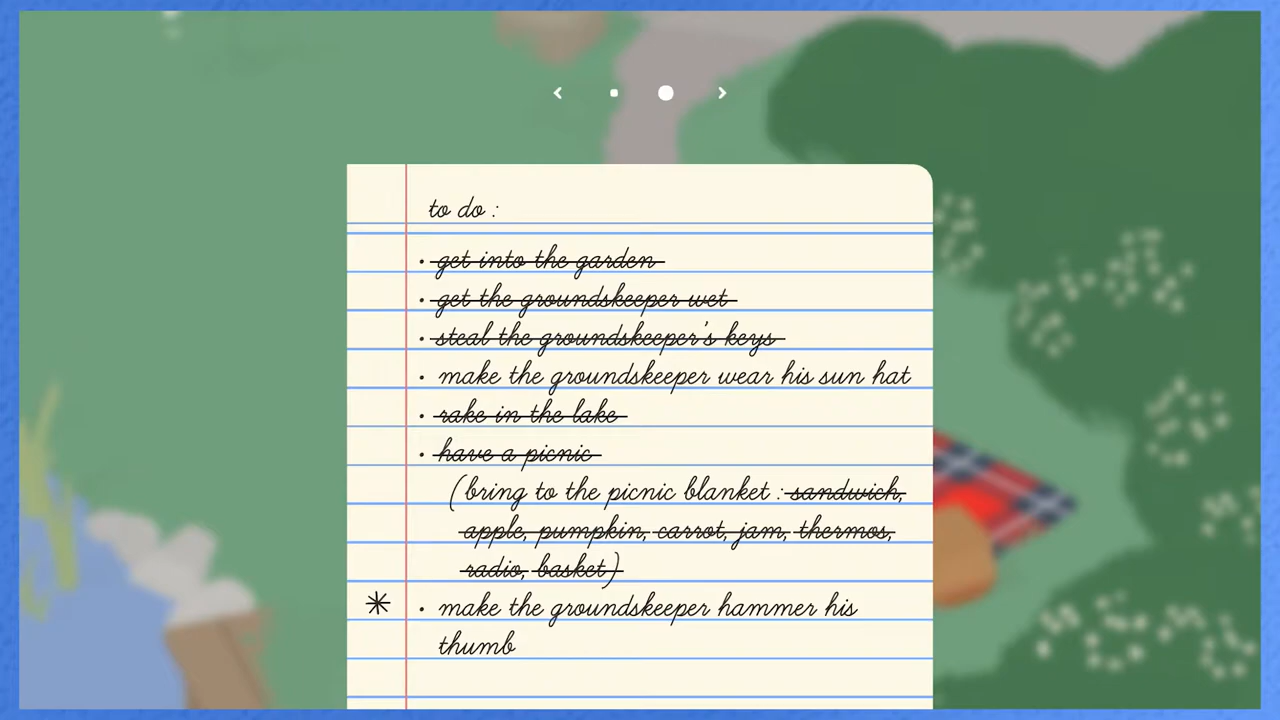 to do :
• get into the garden
• get the groundskeeper wet
• steal the groundskeeper's keys
• make the groundskeeper wear his sun hat
• rake in the lake
• have a picnic
(bring to the picnic blanket : sandwich,
apple, pumpkin, carrot, jam, thermos,
radio, basket)
• make the groundskeeper hammer his
thumb